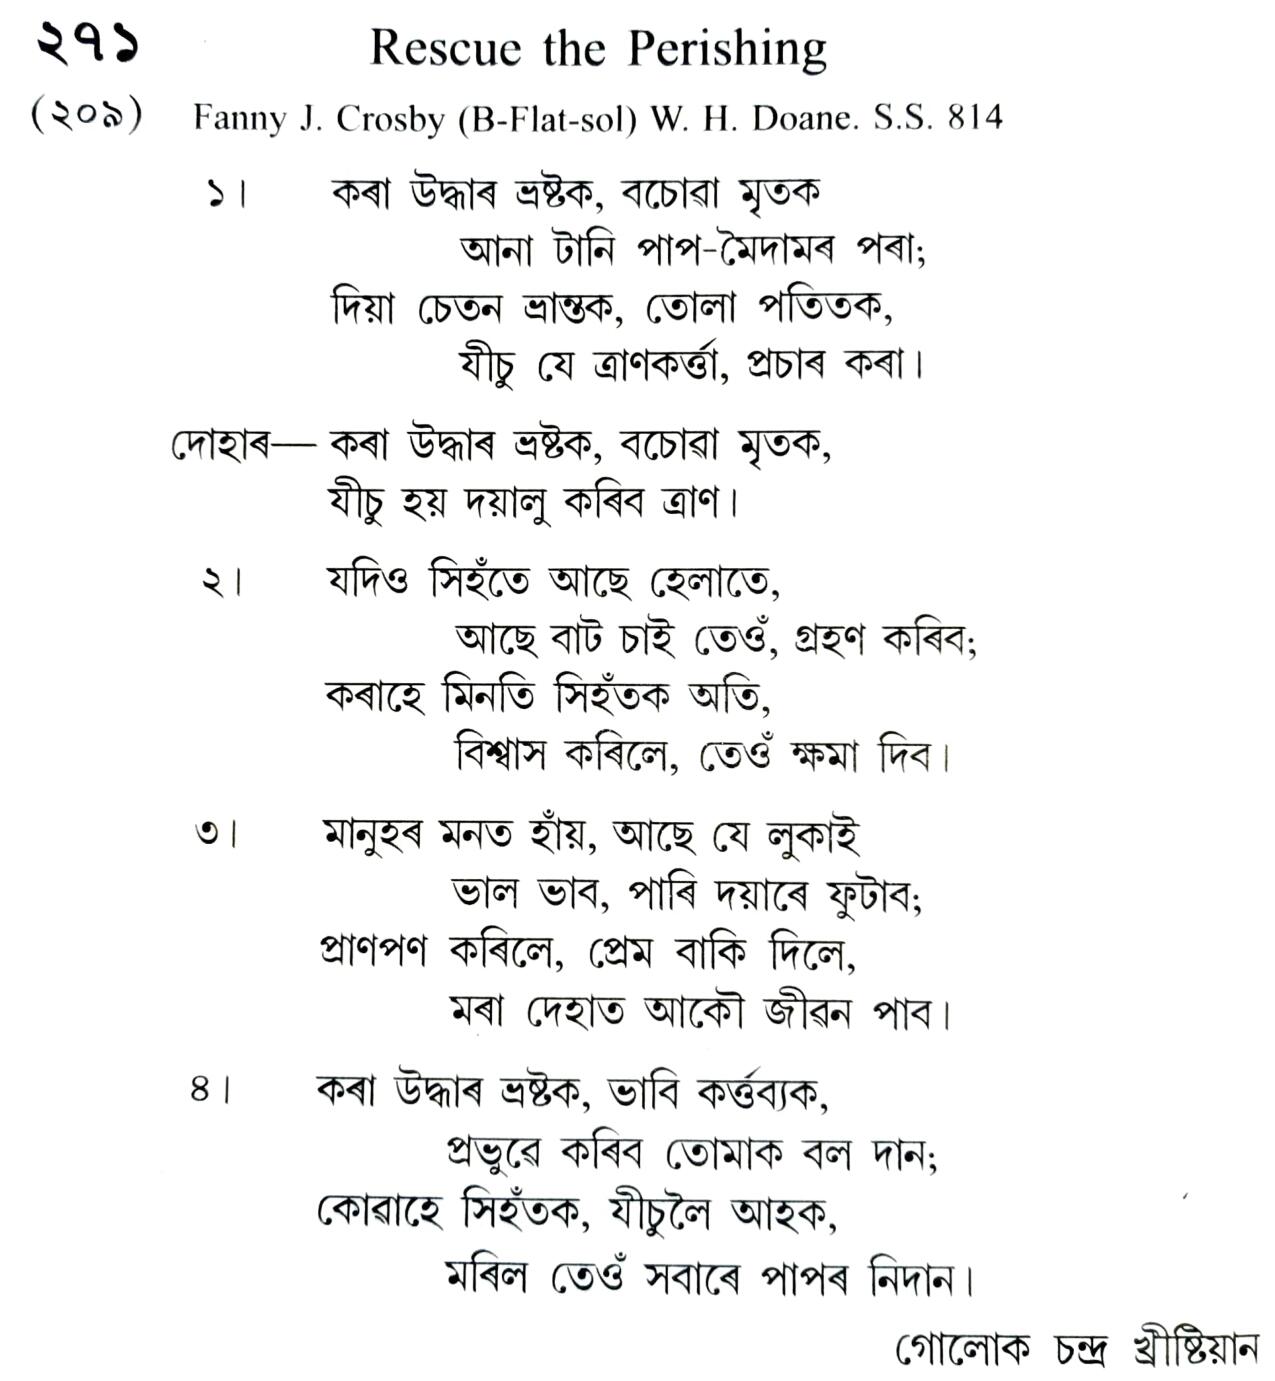 ২৭১ Rescue the Perishing
(২০৯) Fanny J. Crosby (B-Flat-sol) W. H. Doane. S.S. 814
১। কৰা উদ্ধাৰ ভ্ৰষ্টক, বচোৱা মৃতক
আনা টানি পাপ-মৈদামৰ পৰা;
দিয়া চেতন ভ্ৰান্তক, তোলা পতিতক,
যীচু যে ত্ৰাণকৰ্ত্তা, প্ৰচাৰ কৰা।
দোহাৰ— কৰা উদ্ধাৰ ভ্ৰষ্টক, বচোৱা মৃতক,
যীচু হয় দয়ালু কৰিব ত্ৰাণ।
২। যদিও সিহঁতে আছে হেলাতে,
আছে বাট চাই তেওঁ, গ্ৰহণ কৰিব;
কৰাহে মিনতি সিহঁতক অতি,
বিশ্বাস কৰিলে, তেওঁ ক্ষমা দিব।
৩। মানুহৰ মনত হাঁয়, আছে যে লুকাই
ভাল ভাব, পাৰি দয়াৰে ফুটাব;
প্ৰাণপণ কৰিলে, প্ৰেম বাকি দিলে,
মৰা দেহাত আকৌ জীৱন পাব।
৪। কৰা উদ্ধাৰ ভ্ৰষ্টক, ভাবি কৰ্ত্তব্যক,
প্ৰভুৱে কৰিব তোমাক বল দান;
কোৱাহে সিহঁতক, যীচুলৈ আহক,
মৰিল তেওঁ সবাৰে পাপৰ নিদান।
গোলোক চন্দ্ৰ খ্ৰীষ্টিয়ান